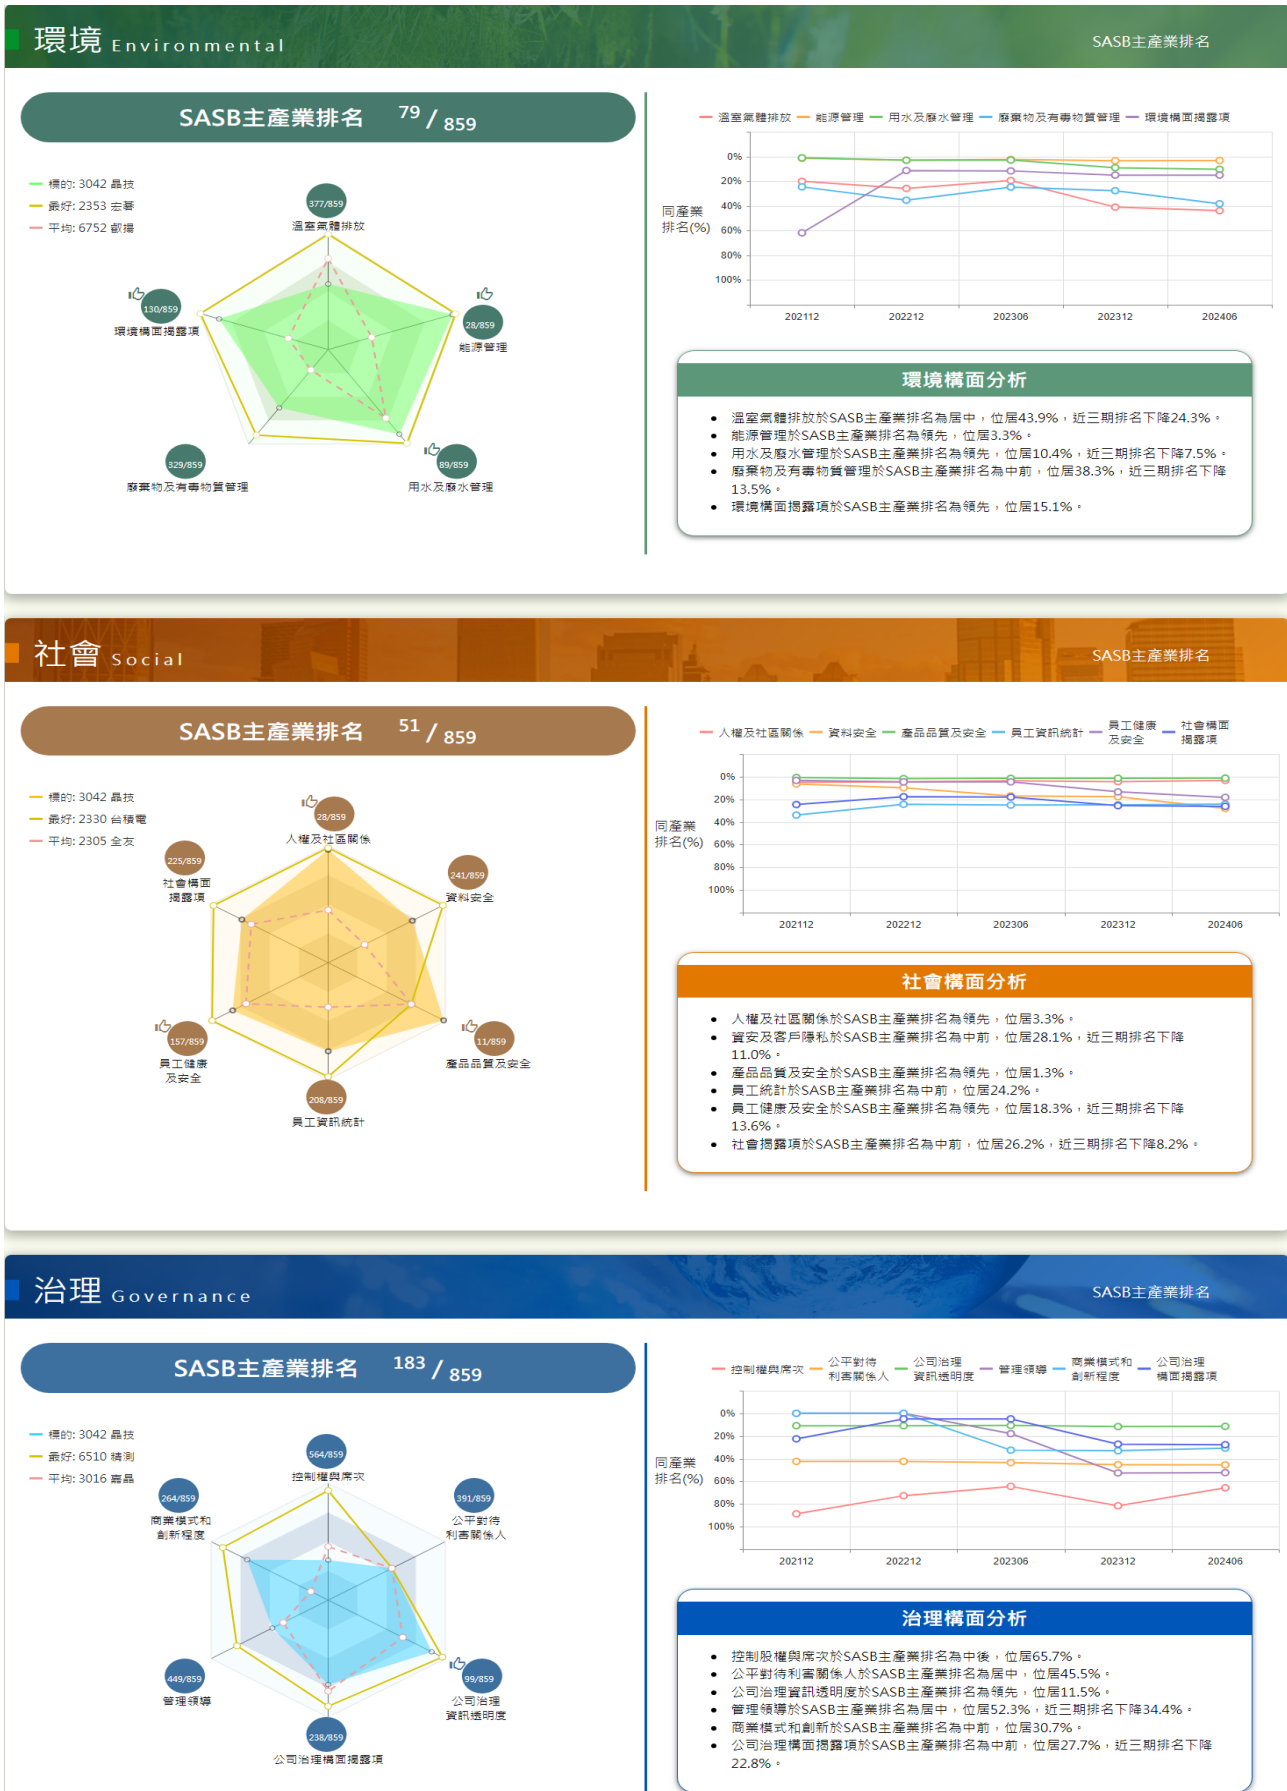 環境 Environmental
SASB主產業排名
SASB主產業排名 79 / 859
標的: 3042 晶技
最好: 2353 宏碁
平均: 6752 叡揚
377/859
溫室氣體排放
130/859
環境構面揭露項
28/859
能源管理
329/859
廢棄物及有毒物質管理
89/859
用水及廢水管理
溫室氣體排放 能源管理 用水及廢水管理 廢棄物及有毒物質管理 環境構面揭露項
同產業
排名(%)
0%
20%
40%
60%
80%
100%
202112 202212 202306 202312 202406
環境構面分析
• 溫室氣體排放於SASB主產業排名為居中，位居43.9%，近三期排名下降24.3%。
• 能源管理於SASB主產業排名為領先，位居3.3%。
• 用水及廢水管理於SASB主產業排名為領先，位居10.4%，近三期排名下降7.5%。
• 廢棄物及有毒物質管理於SASB主產業排名為中前，位居38.3%，近三期排名下降
13.5%。
• 環境構面揭露項於SASB主產業排名為領先，位居15.1%。
社會 Social
SASB主產業排名
SASB主產業排名 51 / 859
標的: 3042 晶技
最好: 2330 台積電
平均: 2305 全友
28/859
人權及社區關係
225/859
社會構面
揭露項
241/859
資料安全
157/859
員工健康
及安全
11/859
產品品質及安全
208/859
員工資訊統計
人權及社區關係 資料安全 產品品質及安全 員工資訊統計 員工健康
及安全 社會構面
揭露項
同產業
排名(%)
0%
20%
40%
60%
80%
100%
202112 202212 202306 202312 202406
社會構面分析
• 人權及社區關係於SASB主產業排名為領先，位居3.3%。
• 資安及客戶隱私於SASB主產業排名為中前，位居28.1%，近三期排名下降
11.0%。
• 產品品質及安全於SASB主產業排名為領先，位居1.3%。
• 員工統計於SASB主產業排名為中前，位居24.2%。
• 員工健康及安全於SASB主產業排名為領先，位居18.3%，近三期排名下降
13.6%。
• 社會揭露項於SASB主產業排名為中前，位居26.2%，近三期排名下降8.2%。
治理 Governance
SASB主產業排名
SASB主產業排名 183 / 859
標的: 3042 晶技
最好: 6510 精測
平均: 3016 嘉晶
564/859
控制權與席次
264/859
商業模式和
創新程度
391/859
公平對待
利害關係人
449/859
管理領導
99/859
公司治理
資訊透明度
238/859
公司治理構面揭露項
控制權與席次 公平對待
利害關係人 公司治理
資訊透明度 管理領導 商業模式和
創新程度 公司治理
構面揭露項
同產業
排名(%)
0%
20%
40%
60%
80%
100%
202112 202212 202306 202312 202406
治理構面分析
• 控制股權與席次於SASB主產業排名為中後，位居65.7%。
• 公平對待利害關係人於SASB主產業排名為居中，位居45.5%。
• 公司治理資訊透明度於SASB主產業排名為領先，位居11.5%。
• 管理領導於SASB主產業排名為居中，位居52.3%，近三期排名下降34.4%。
• 商業模式和創新於SASB主產業排名為中前，位居30.7%。
• 公司治理構面揭露項於SASB主產業排名為中前，位居27.7%，近三期排名下降
22.8%。